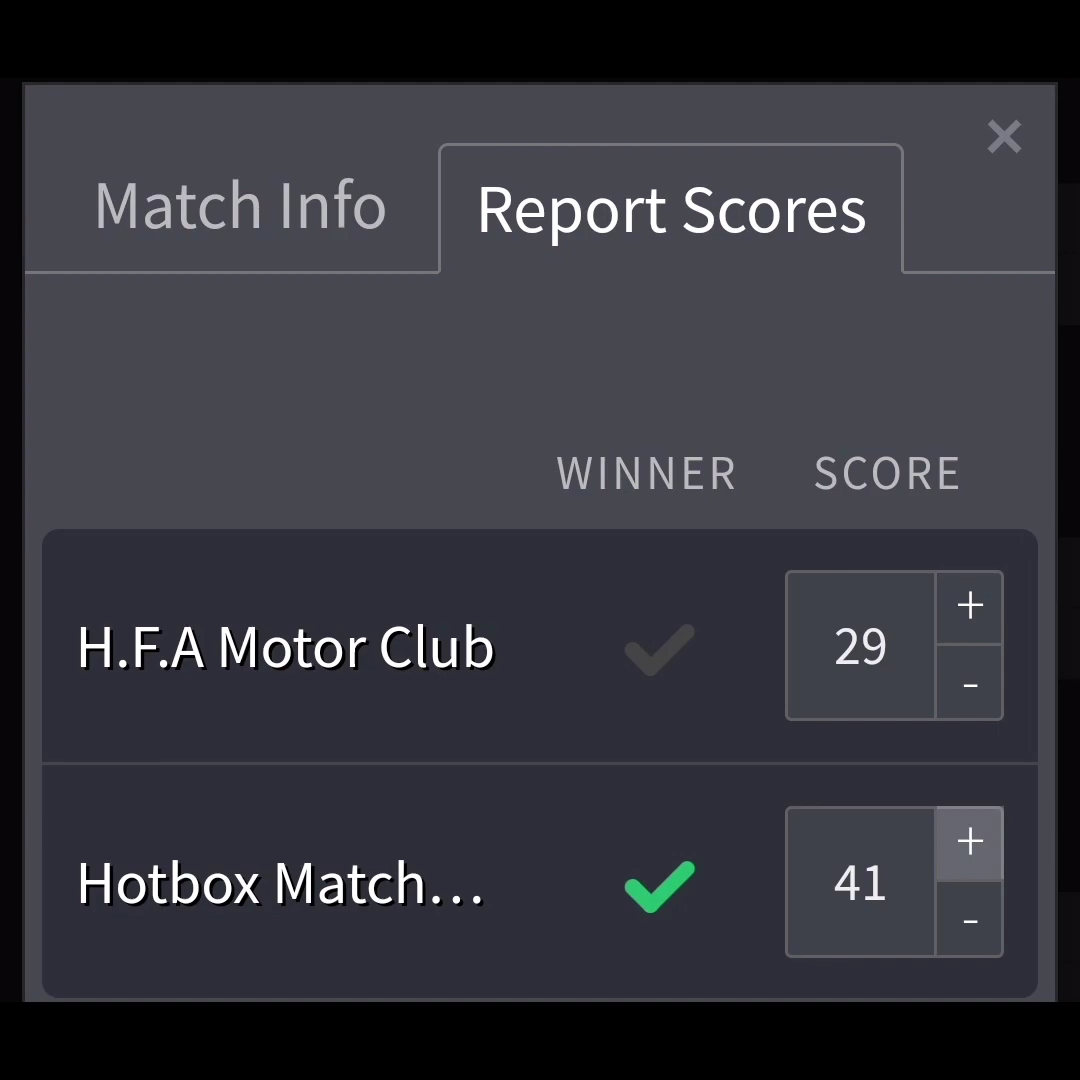 Match Info
Report Scores
WINNER SCORE
H.F.A Motor Club 29 + -
Hotbox Match... 41 + -